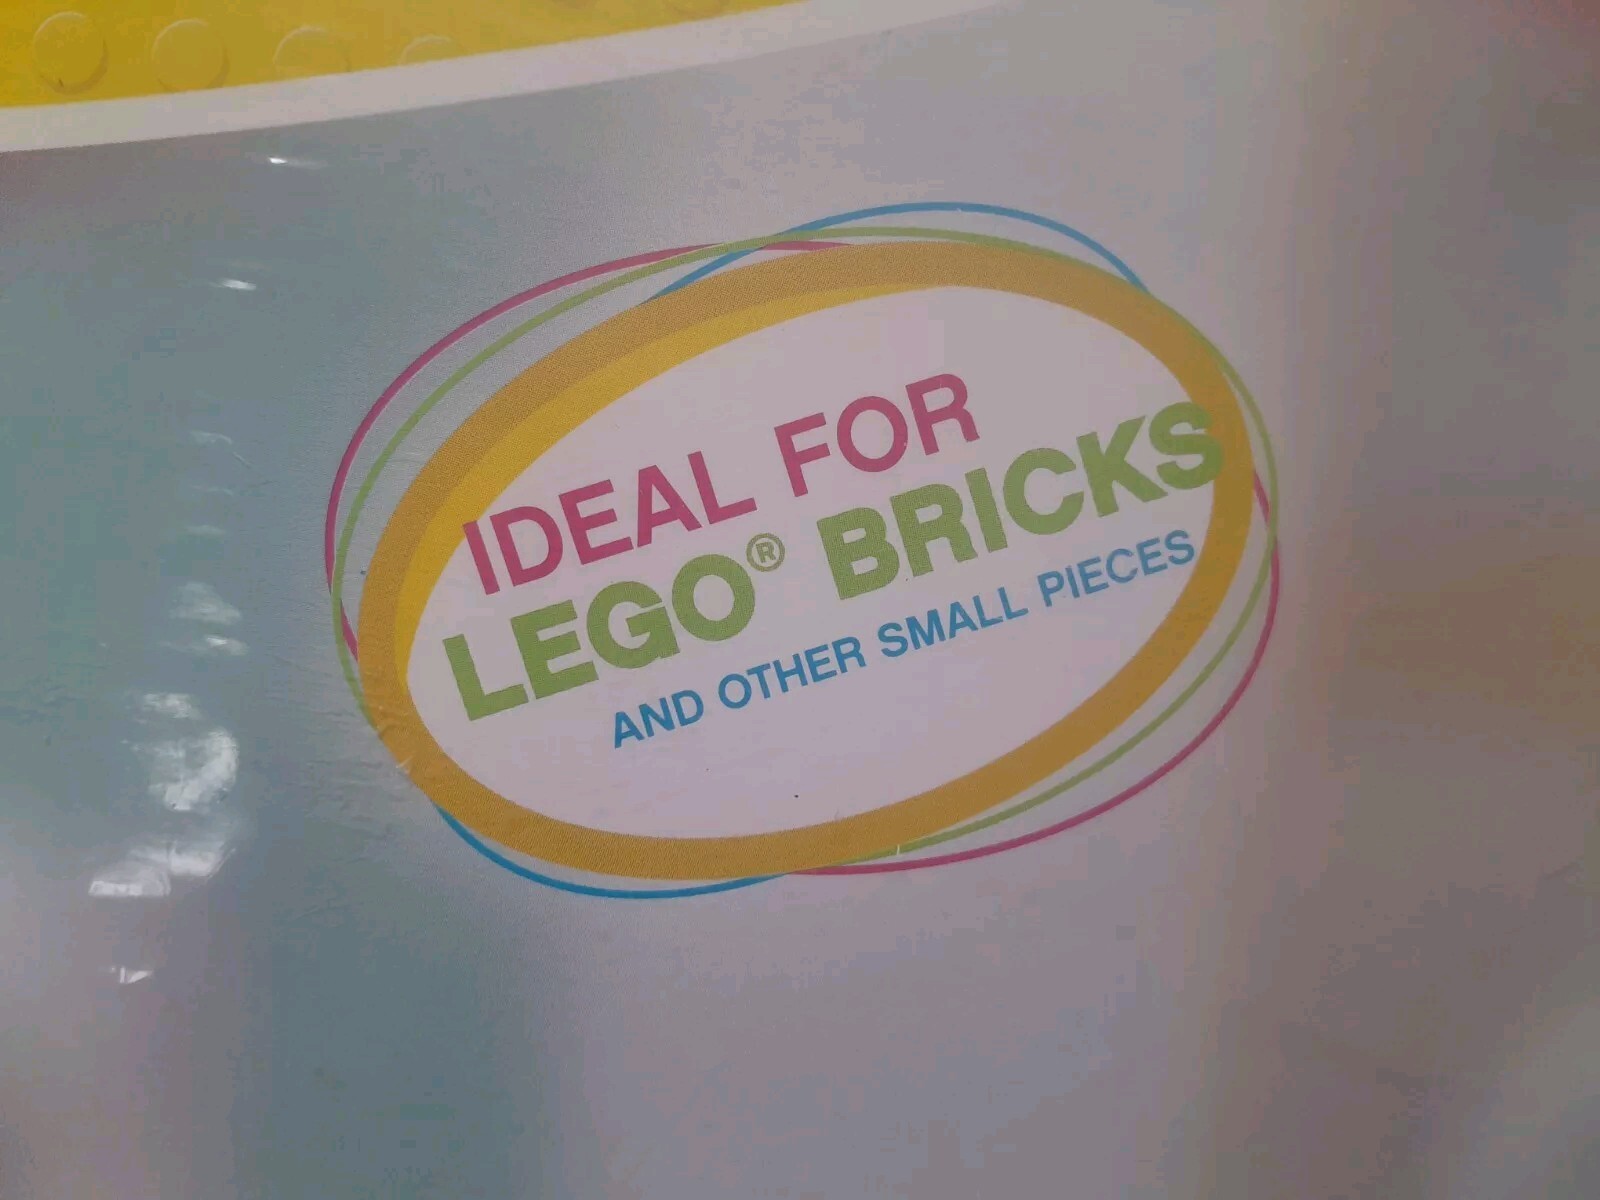 IDEAL FOR
LEGO® BRICKS
AND OTHER SMALL PIECES